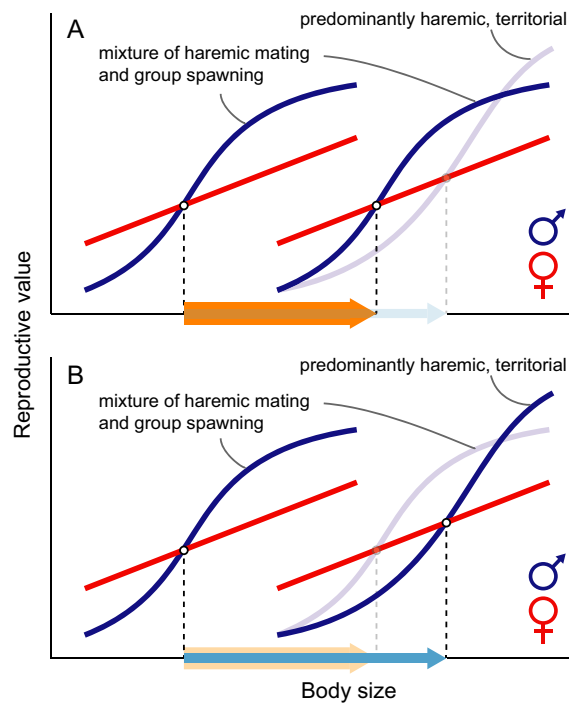 A
predominantly haremic, territorial
mixture of haremic mating
and group spawning
B
predominantly haremic, territorial
mixture of haremic mating
and group spawning
Reproductive value
Body size